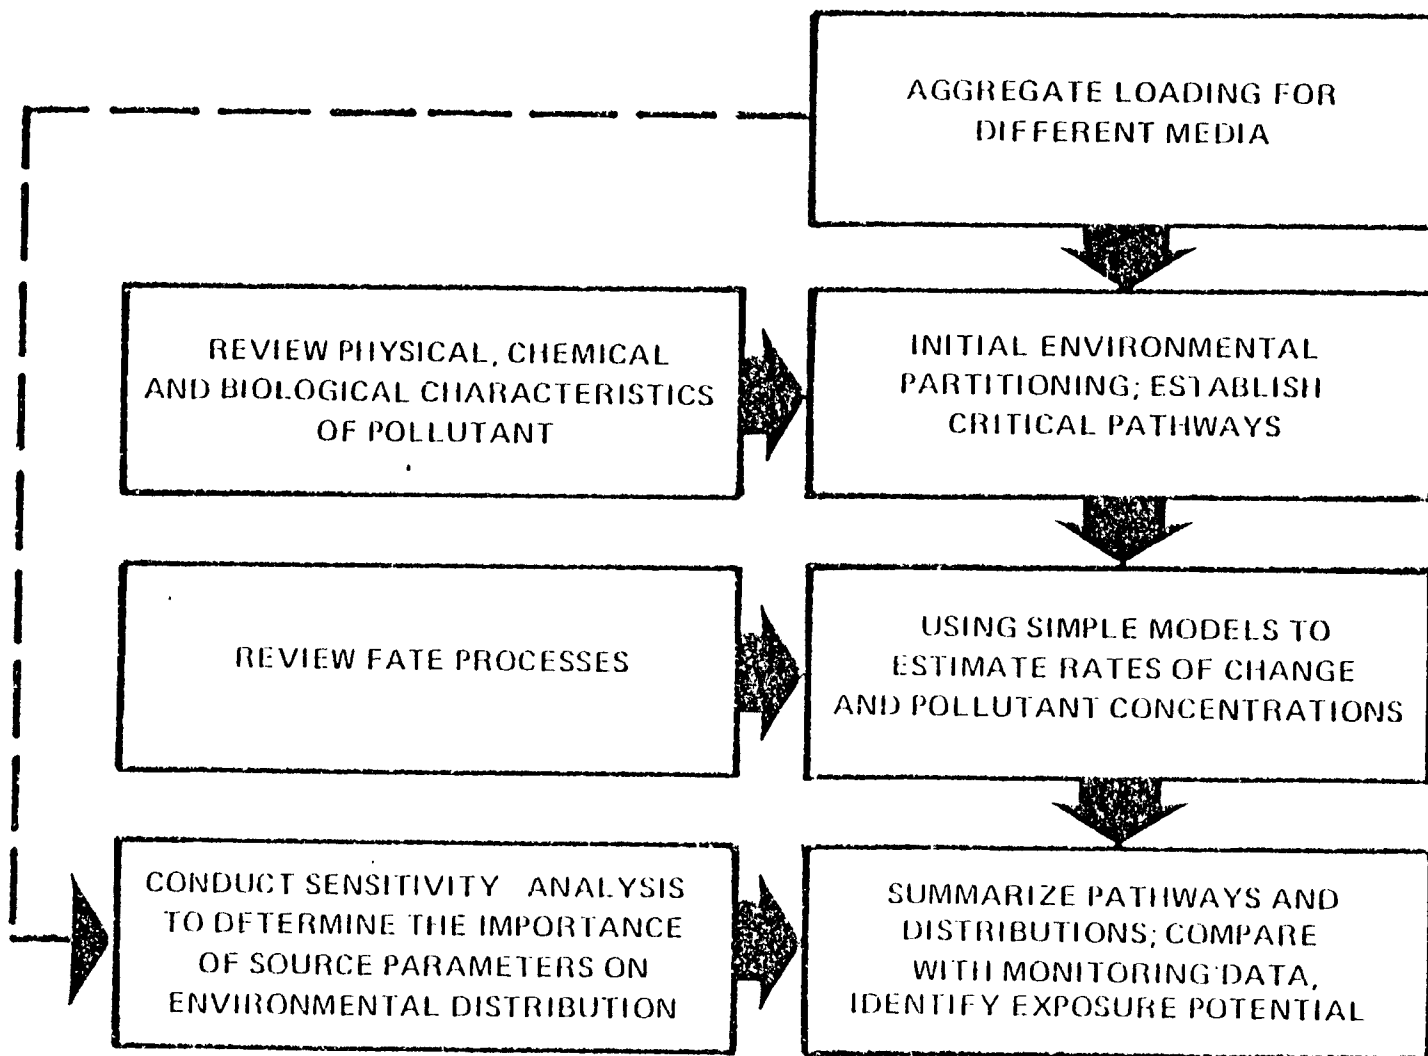 AGGREGATE LOADING FOR
DIFFERENT MEDIA
REVIEW PHYSICAL, CHEMICAL
AND BIOLOGICAL CHARACTERISTICS
OF POLLUTANT
INITIAL ENVIRONMENTAL
PARTITIONING; ESTABLISH
CRITICAL PATHWAYS
REVIEW FATE PROCESSES
USING SIMPLE MODELS TO
ESTIMATE RATES OF CHANGE
AND POLLUTANT CONCENTRATIONS
CONDUCT SENSITIVITY ANALYSIS
TO DETERMINE THE IMPORTANCE
OF SOURCE PARAMETERS ON
ENVIRONMENTAL DISTRIBUTION
SUMMARIZE PATHWAYS AND
DISTRIBUTIONS; COMPARE
WITH MONITORING DATA,
IDENTIFY EXPOSURE POTENTIAL